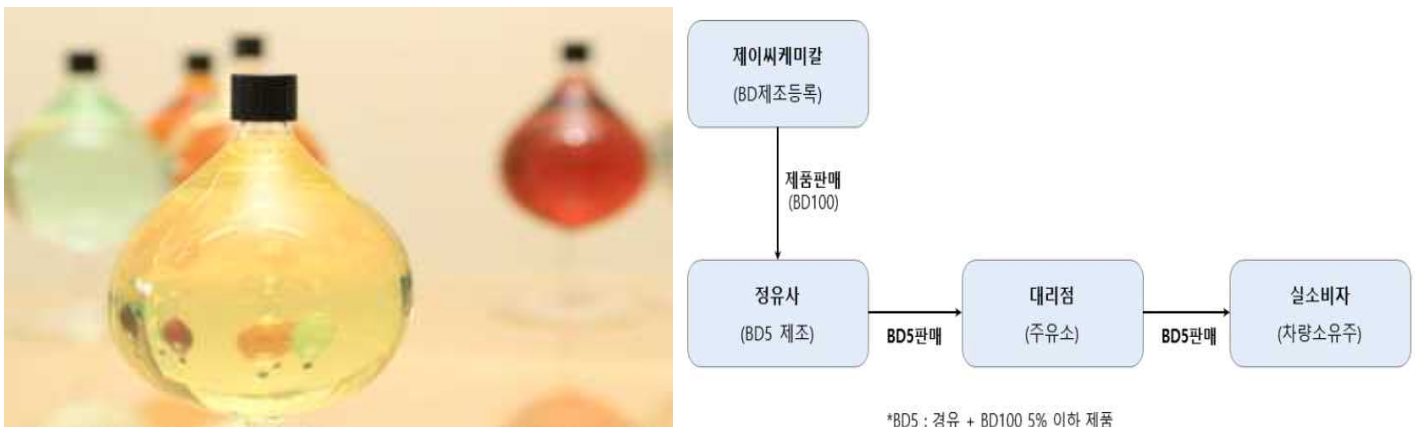 제이씨케미칼
(BD제조등록)
제품판매
(BD100)
정유사
(BD5 제조)
BD5판매
대리점
(주유소)
BD5판매
실소비자
(차량소유주)
*BD5 : 경유 + BD100 5% 이하 제품